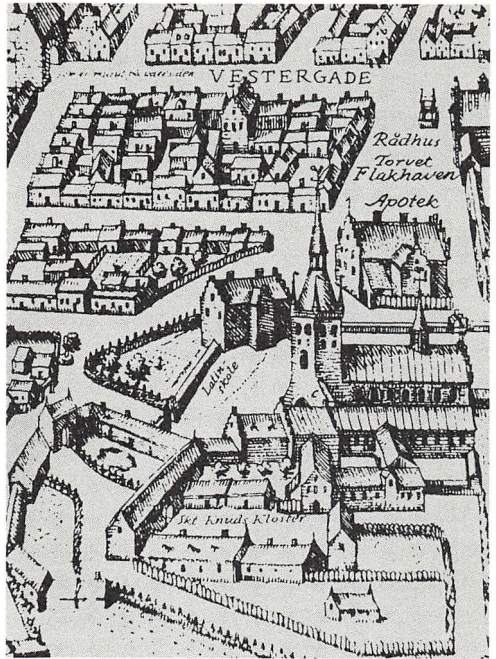 VESTERGADE
Rådhus
Torvet
Flakhaven
Apotek
Latin
skole
Skt Knuds Kloster